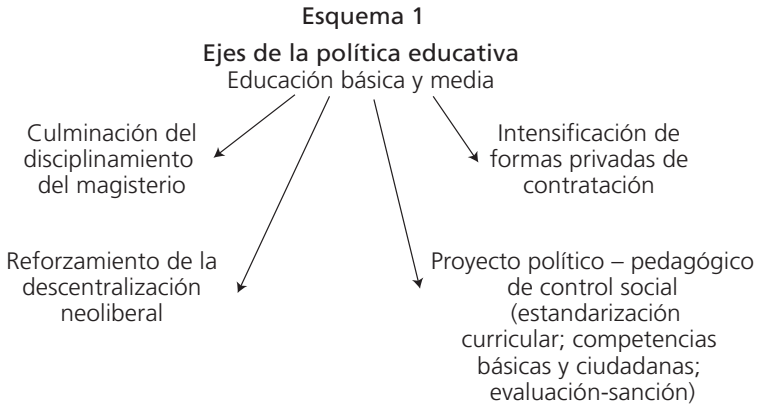 Esquema 1
Ejes de la política educativa
Educación básica y media
Culminación del
disciplinamiento
del magisterio
Intensificación de
formas privadas de
contratación
Reforzamiento de la
descentralización
neoliberal
Proyecto político – pedagógico
de control social
(estandarización
curricular; competencias
básicas y ciudadanas;
evaluación-sanción)